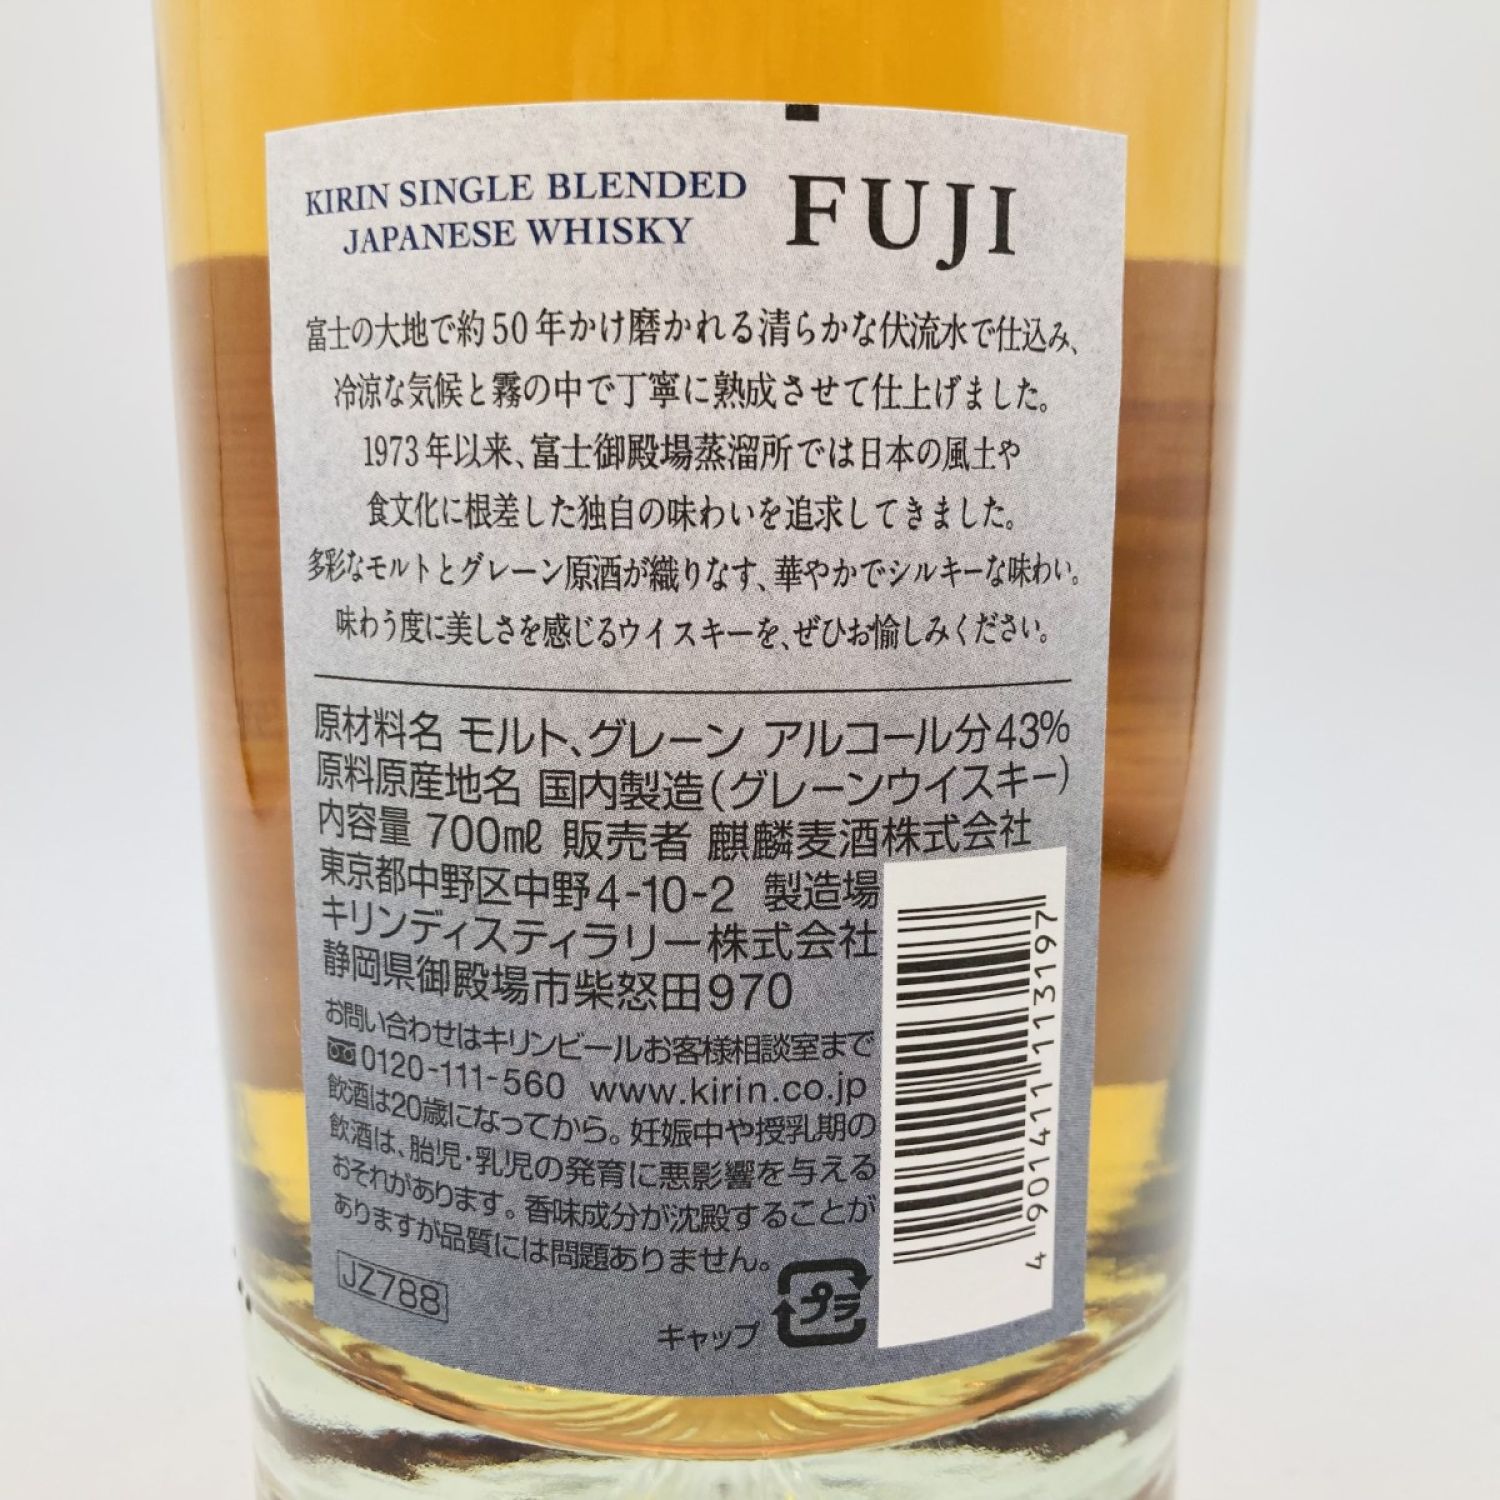 KIRIN SINGLE BLENDED
JAPANESE WHISKY
FUJI
富士の大地で約50年かけ磨かれる清らかな伏流水で仕込み、
冷涼な気候と霧の中で丁寧に熟成させて仕上げました。
1973年以来、富士御殿場蒸溜所では日本の風土や
食文化に根差した独自の味わいを追求してきました。
多彩なモルトとグレーン原酒が織りなす、華やかでシルキーな味わい。
味わう度に美しさを感じるウイスキーを、ぜひお愉しみください。
原材料名 モルト、グレーン アルコール分43%
原料原産地名 国内製造(グレーンウイスキー)
内容量 700mℓ 販売者 麒麟麦酒株式会社
東京都中野区中野4-10-2 製造場
キリンディスティラリー株式会社
静岡県御殿場市柴怒田970
お問い合わせはキリンビールお客様相談室まで
0120-111-560 www.kirin.co.jp
飲酒は20歳になってから。妊娠中や授乳期の
飲酒は、胎児・乳児の発育に悪影響を与える
おそれがあります。香味成分が沈殿することが
ありますが品質には問題ありません。
JZ788
キャップ
プラ
4 901411 113197